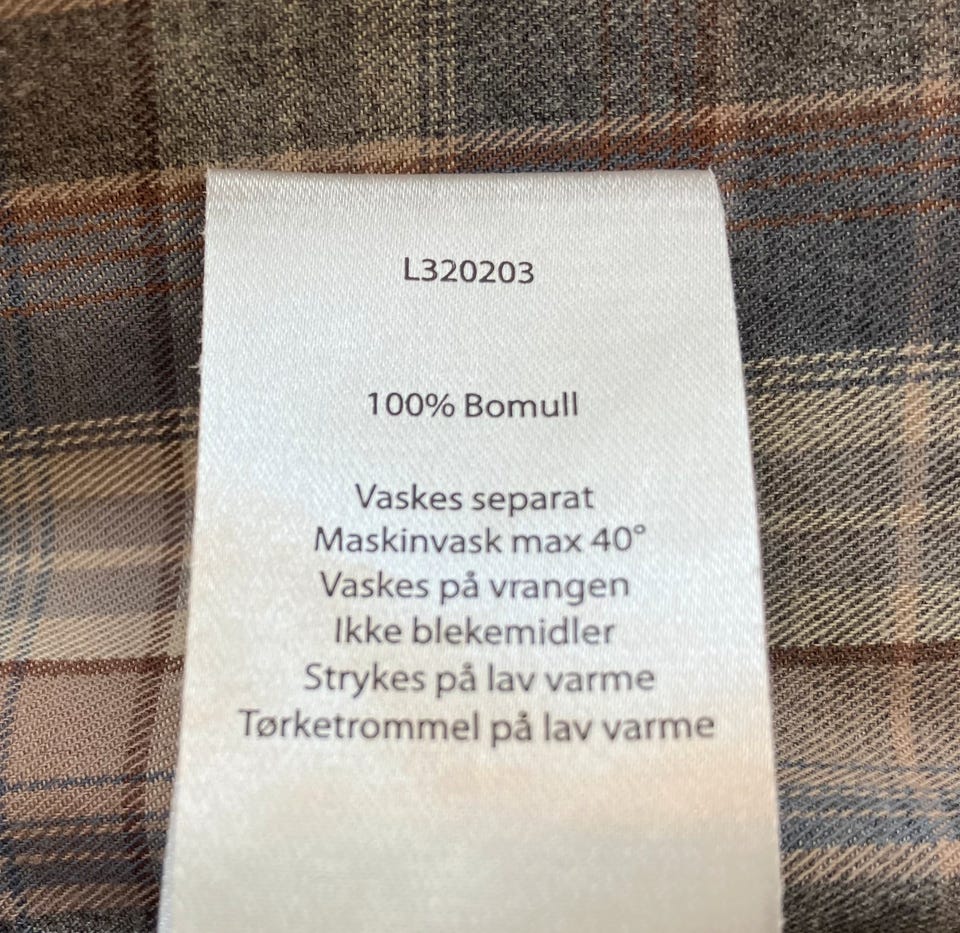 L320203
100% Bomull
Vaskes separat
Maskinvask max 40°
Vaskes på vrangen
Ikke blekemidler
Strykes på lav varme
Tørketrommel på lav varme